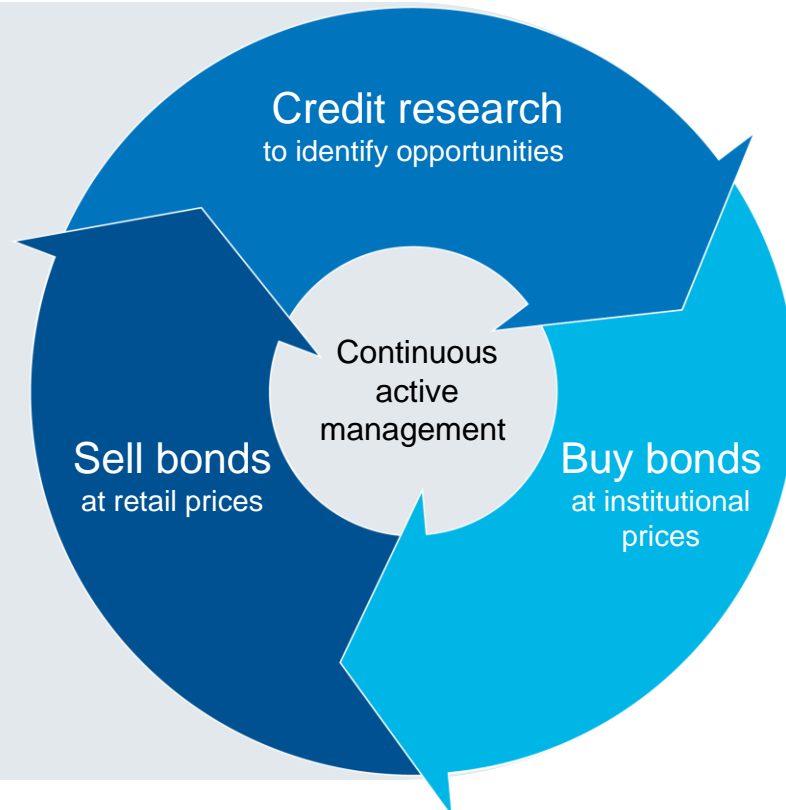 Credit research
to identify opportunities
Continuous
active
management
Buy bonds
at institutional
prices
Sell bonds
at retail prices